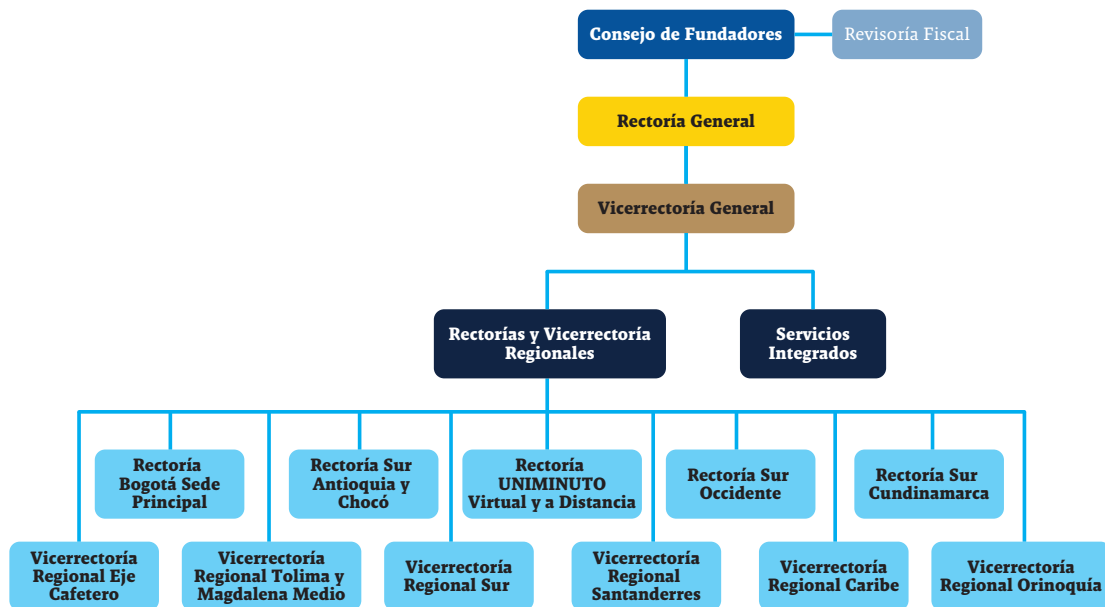 Consejo de Fundadores
Revisoría Fiscal
Rectoría General
Vicerrectoría General
Rectorías y Vicerrectoría
Regionales
Servicios
Integrados
Rectoría
Bogotá Sede
Principal
Rectoría Sur
Antioquia y
Chocó
Rectoría
UNIMINUTO
Virtual y a Distancia
Rectoría Sur
Occidente
Rectoría Sur
Cundinamarca
Vicerrectoría
Regional Eje
Cafetero
Vicerrectoría
Regional Tolima y
Magdalena Medio
Vicerrectoría
Regional Sur
Vicerrectoría
Regional
Santanderres
Vicerrectoría
Regional Caribe
Vicerrectoría
Regional Orinoquía